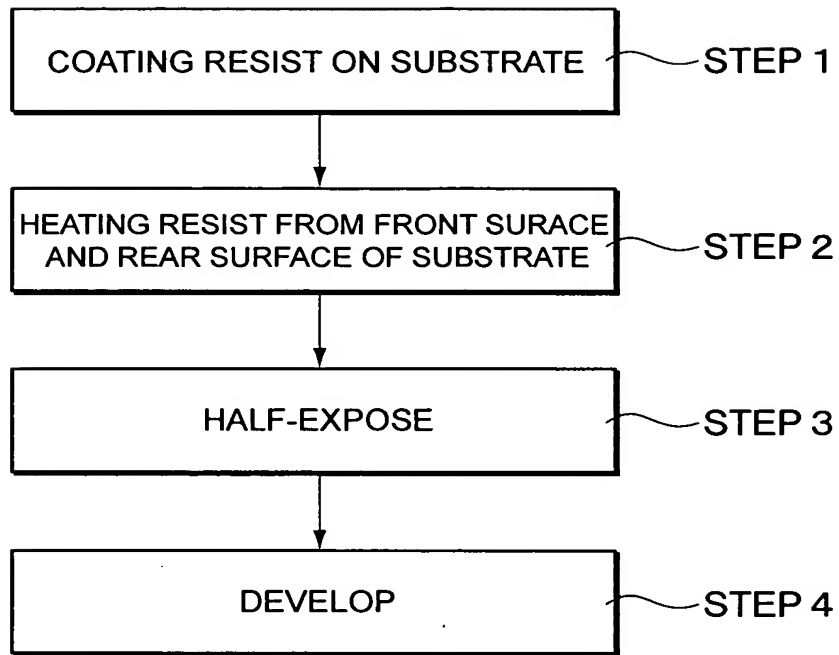 COATING RESIST ON SUBSTRATE
STEP 1
HEATING RESIST FROM FRONT SURACE
AND REAR SURFACE OF SUBSTRATE
STEP 2
HALF-EXPOSE
STEP 3
DEVELOP
STEP 4